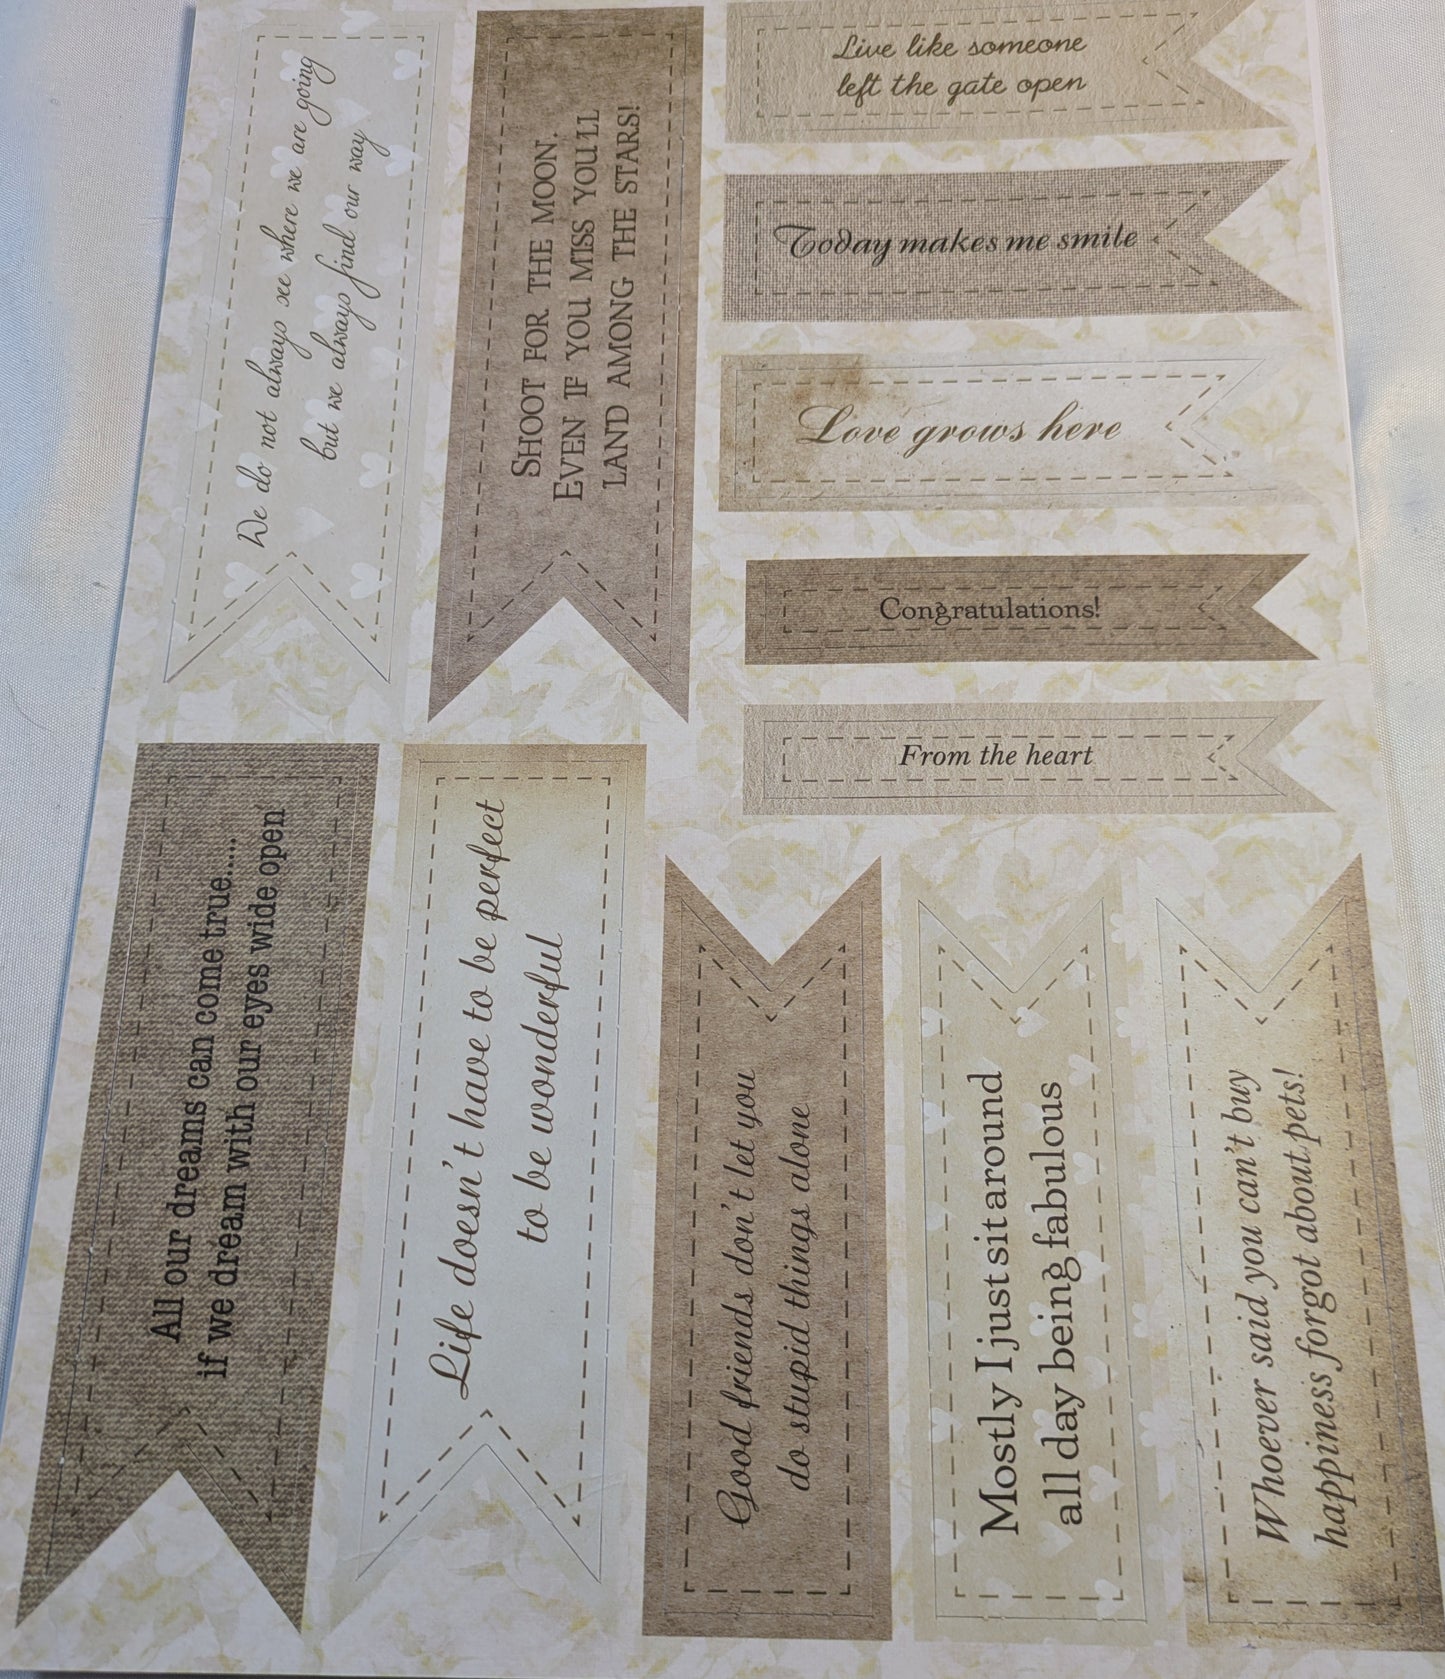 We do not always see where we are going
but we always find our way
SHOOT FOR THE MOON.
EVEN IF YOU MISS YOU'LL
LAND AMONG THE STARS!
Live like someone
left the gate open
Today makes me smile
Love grows here
Congratulations!
From the heart
All our dreams can come true.....
if we dream with our eyes wide open
Life doesn't have to be perfect
to be wonderful
Good friends don't let you
do stupid things alone
Mostly I just sit around
all day being fabulous
Whoever said you can't buy
happiness forgot about pets!